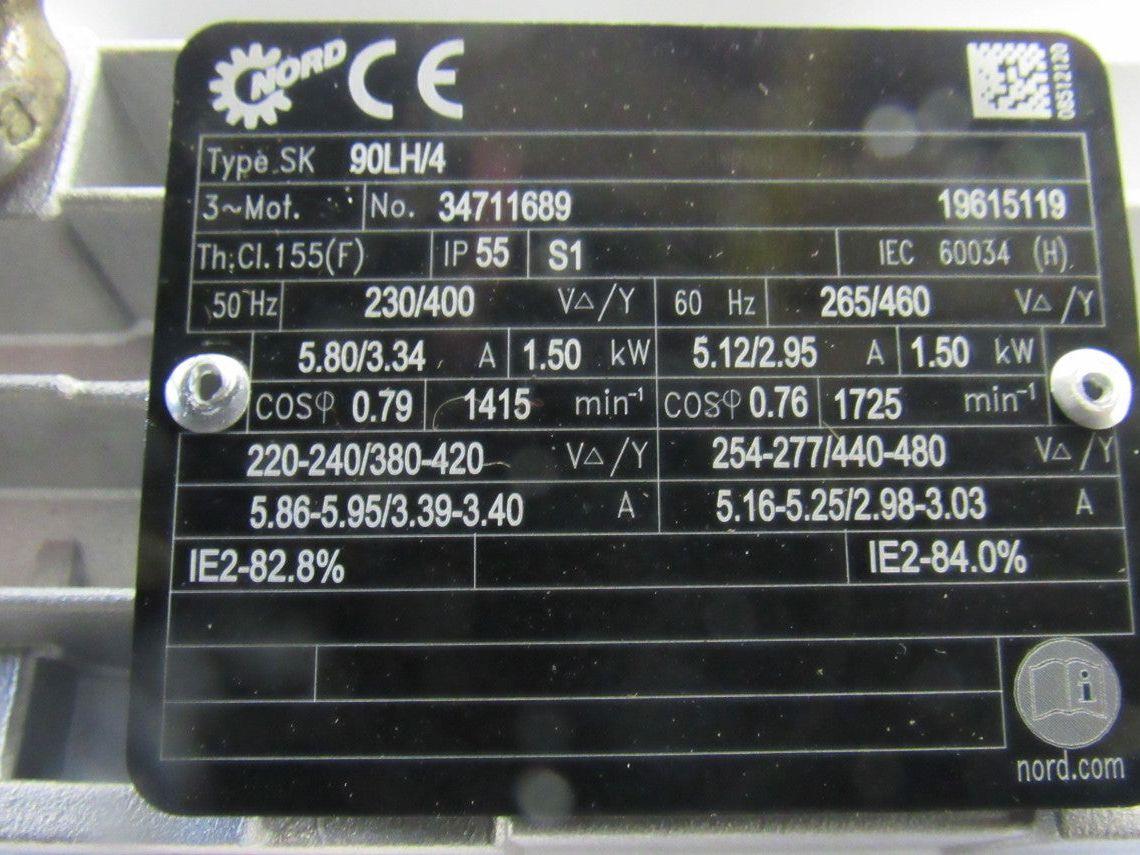 NORD CE
08512120
Type SK 90LH/4
3~Mot. No. 34711689 19615119
Th.Cl.155(F) IP 55 S1 IEC 60034 (H)
50 Hz 230/400 V△/Y 60 Hz 265/460 V△/Y
5.80/3.34 A 1.50 kW 5.12/2.95 A 1.50 kW
COSφ 0.79 1415 min⁻¹ COSφ 0.76 1725 min⁻¹
220-240/380-420 V△/Y 254-277/440-480 V△/Y
5.86-5.95/3.39-3.40 A 5.16-5.25/2.98-3.03 A
IE2-82.8% IE2-84.0%
i
nord.com